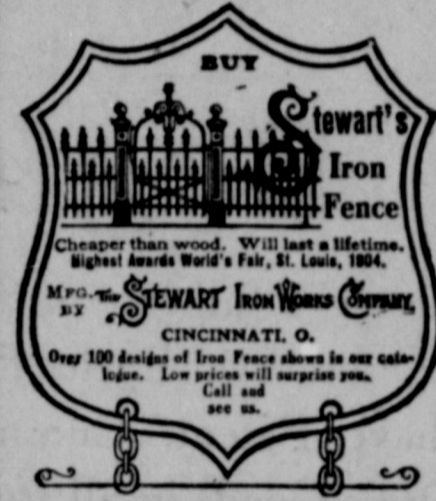 BUY
Stewart's
Iron
Fence
Cheaper than wood. Will last a lifetime.
Highest Awards World's Fair, St. Louis, 1904.
MFG. BY The STEWART IRON WORKS COMPANY,
CINCINNATI, O.
Over 100 designs of Iron Fence shown in our cata-
logue. Low prices will surprise you.
Call and
see us.